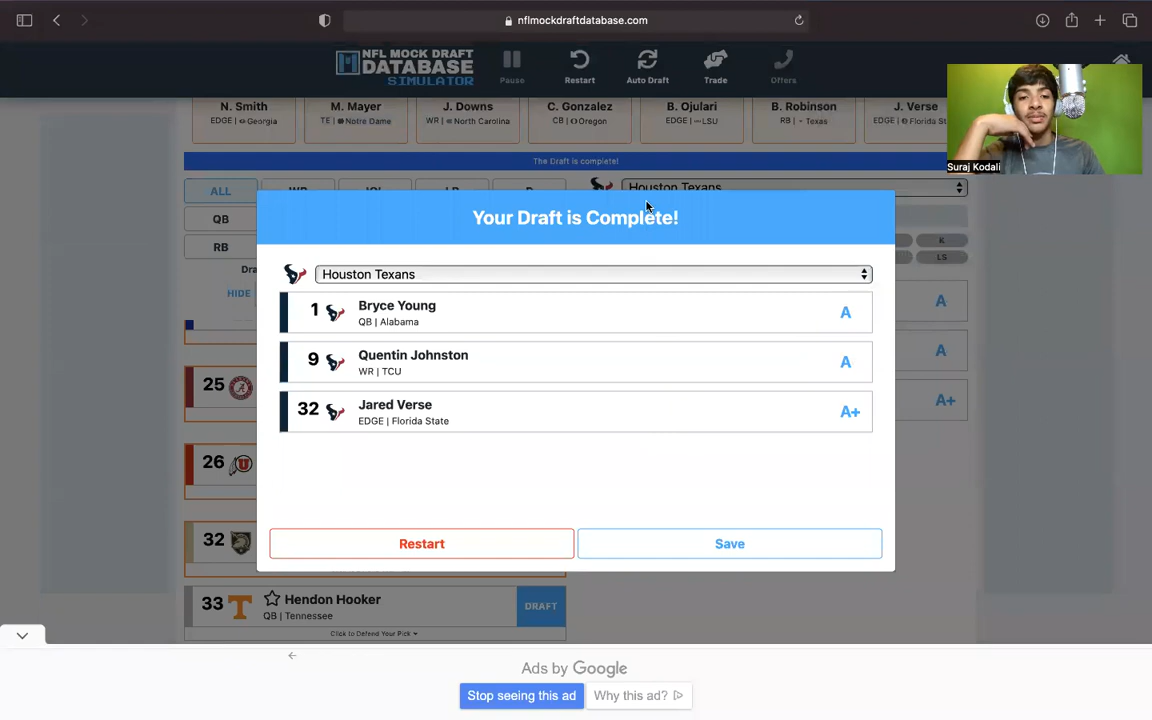 nflmockdraftdatabase.com
NFL MOCK DRAFT
DATABASE
SIMULATOR
Pause
Restart
Auto Draft
Trade
Offers
N. Smith
EDGE | Georgia
M. Mayer
TE | Notre Dame
J. Downs
WR | North Carolina
C. Gonzalez
CB | Oregon
B. Ojulari
EDGE | LSU
B. Robinson
RB | Texas
J. Verse
EDGE | Florida St
Suraj Kodali
The Draft is complete!
ALL
QB
RB
Houston Texans
K
LS
HIDE
A
A
A+
Your Draft is Complete!
Houston Texans
1 Bryce Young
QB | Alabama
A
9 Quentin Johnston
WR | TCU
A
32 Jared Verse
EDGE | Florida State
A+
Restart
Save
25
26
32
33 Hendon Hooker
QB | Tennessee
DRAFT
Click to Defend Your Pick
Ads by Google
Stop seeing this ad
Why this ad?